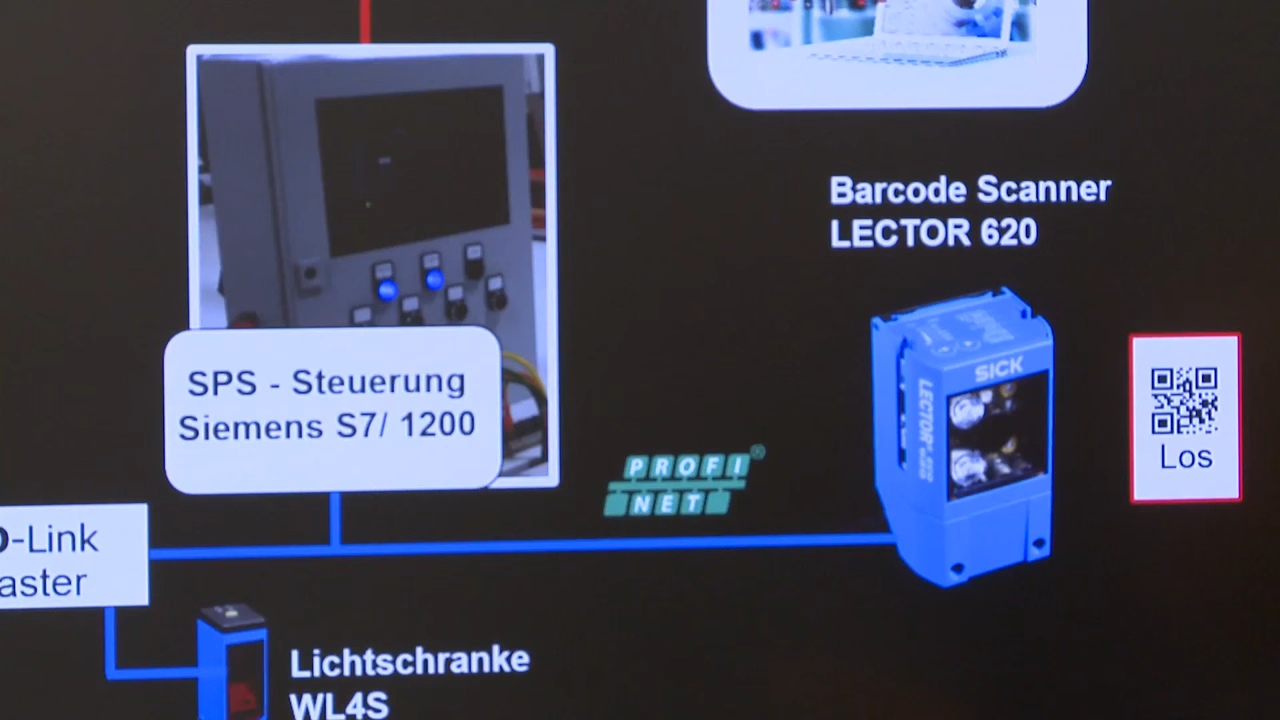 Barcode Scanner
LECTOR 620
SICK
LECTOR
SPS - Steuerung
Siemens S7/ 1200
PROFI
NET
Los
-Link
aster
Lichtschranke
WL4S